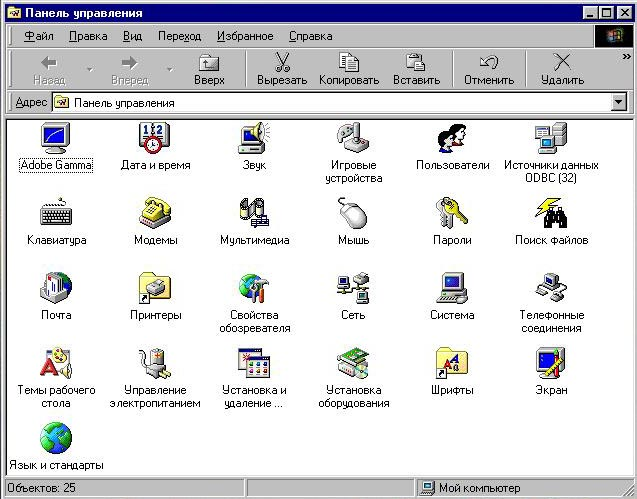 Панель управления
Файл Правка Вид Переход Избранное Справка
Назад Вперед Вверх Вырезать Копировать Вставить Отменить Удалить »
Адрес Панель управления
Adobe Gamma Дата и время Звук Игровые устройства Пользователи Источники данных ODBC (32)
Клавиатура Модемы Мультимедиа Мышь Пароли Поиск файлов
Почта Принтеры Свойства обозревателя Сеть Система Телефонные соединения
Темы рабочего стола Управление электропитанием Установка и удаление ... Установка оборудования Шрифты Экран
Язык и стандарты
Объектов: 25 Мой компьютер